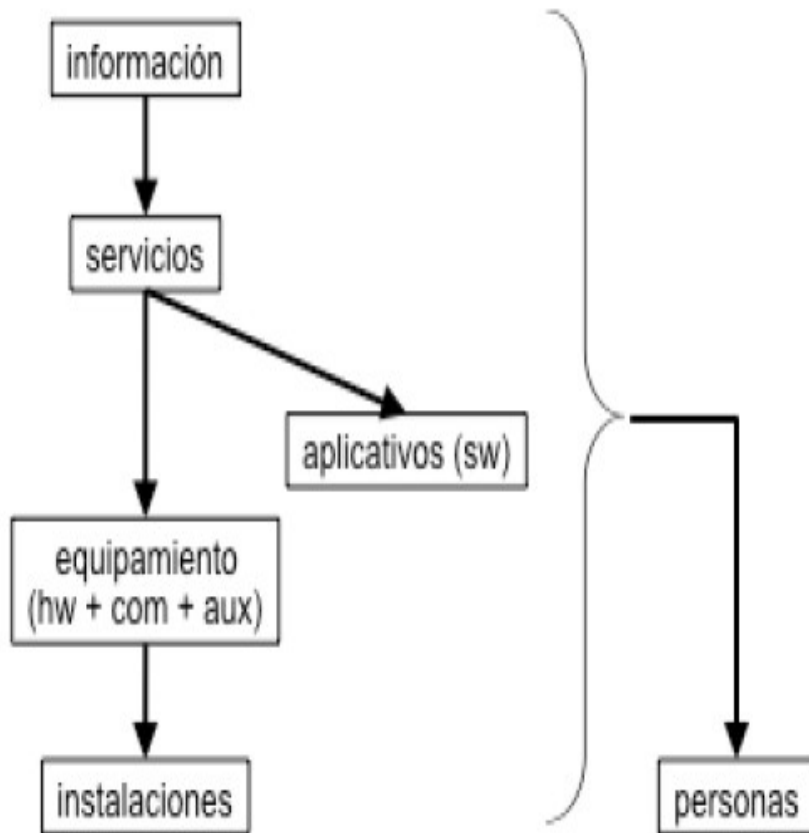 información
servicios
aplicativos (sw)
equipamiento
(hw + com + aux)
instalaciones
personas